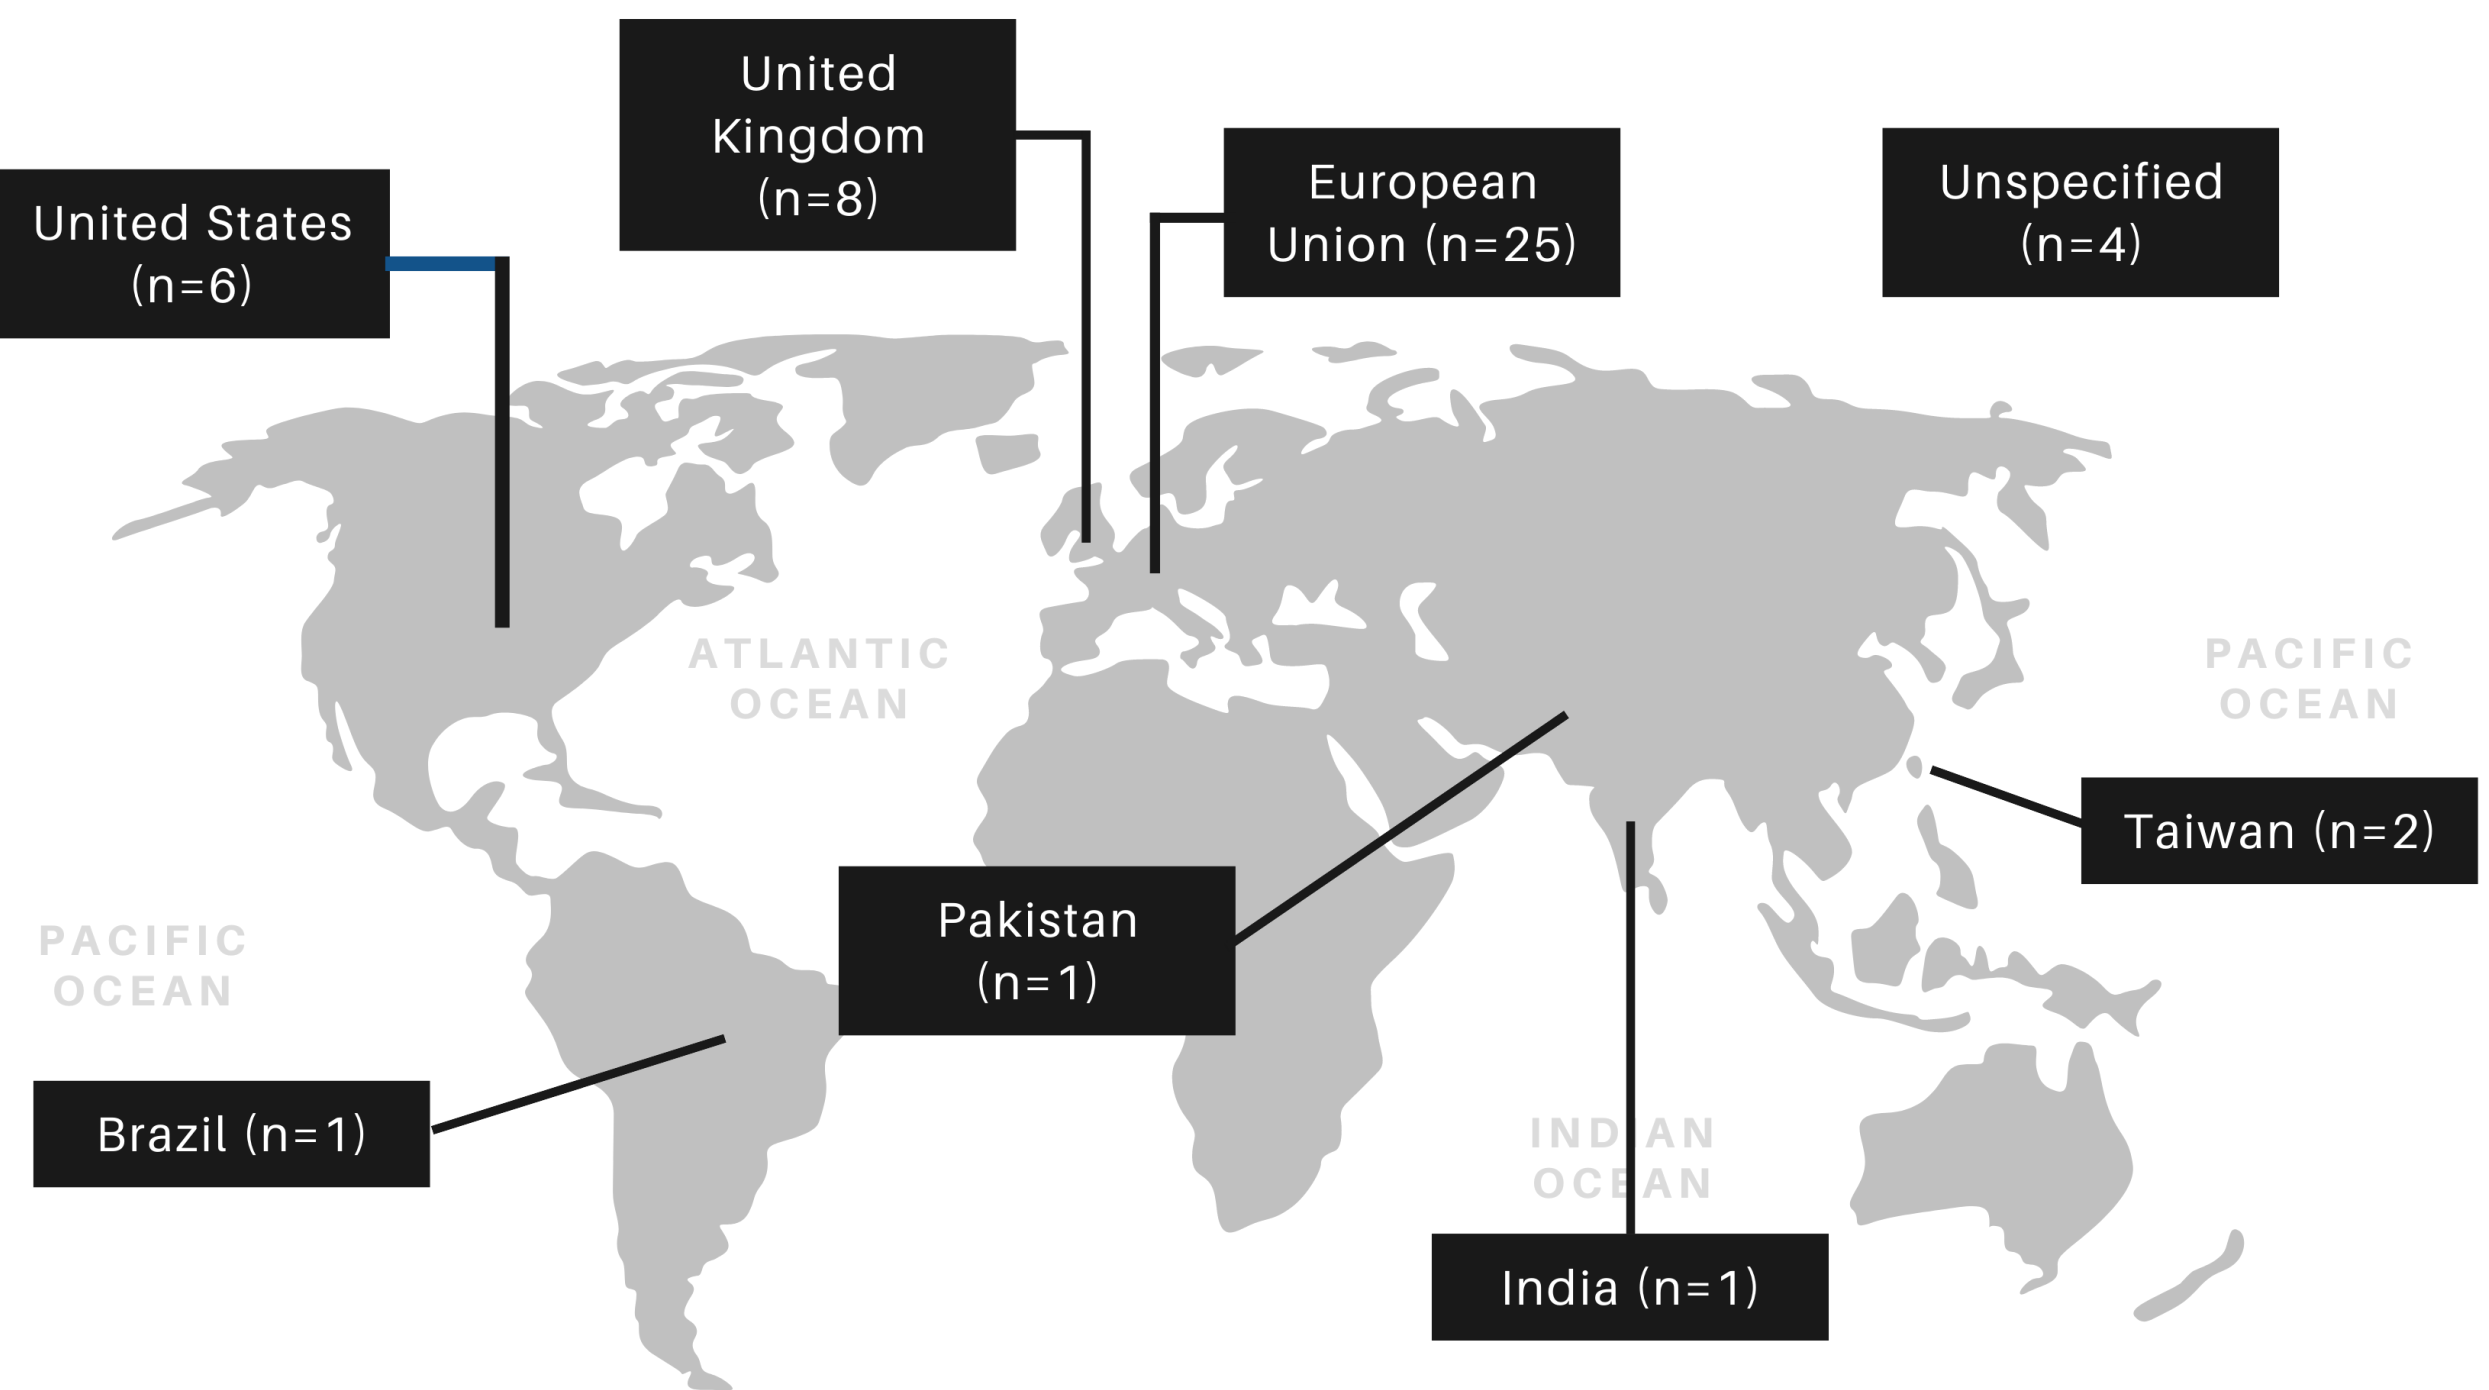 United
Kingdom
(n=8)
European
Union (n=25)
Unspecified
(n=4)
United States
(n=6)
ATLANTIC
OCEAN
PACIFIC
OCEAN
Taiwan (n=2)
Pakistan
(n=1)
PACIFIC
OCEAN
Brazil (n=1)
INDIAN
OCEAN
India (n=1)